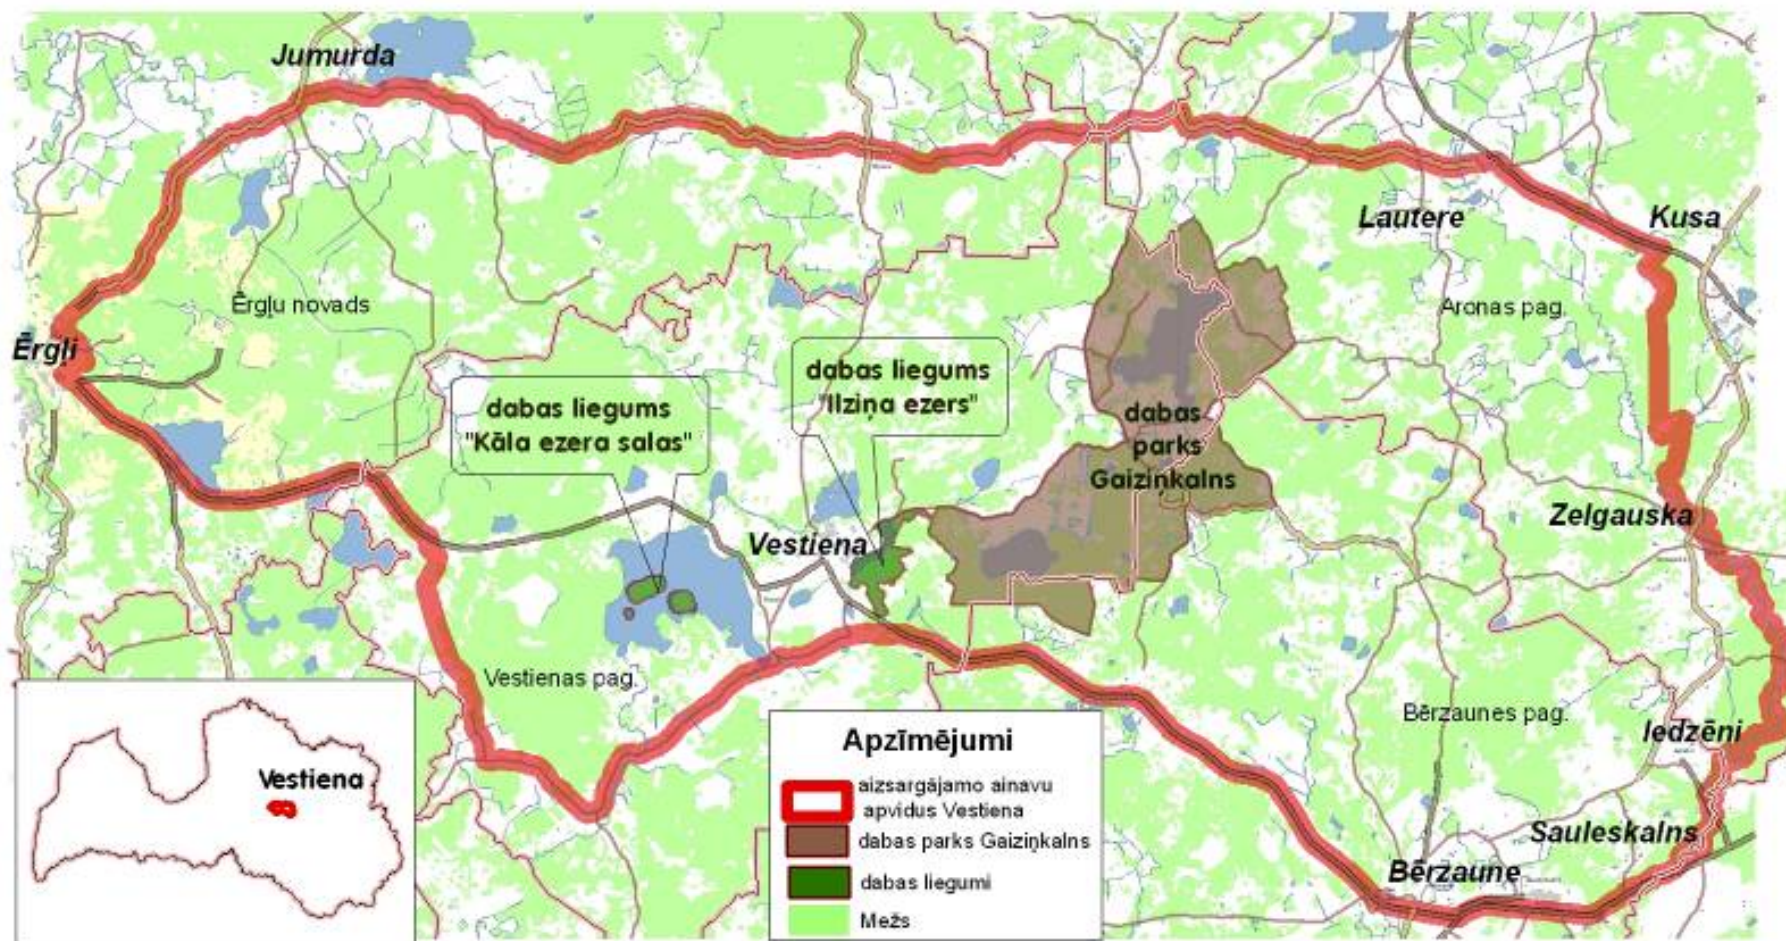 Jumurda
Lautere
Kusa
Ērgļu novads
Aronas pag.
Ērgļi
dabas liegums
"Ilziņa ezers"
dabas liegums
"Kāla ezera salas"
dabas
parks
Gaiziņkalns
Zelgauska
Vestiena
Vestienas pag.
Bērzaunes pag.
Iedzēni
Sauleskalns
Bērzaune
Vestiena
Apzīmējumi
aizsargājamo ainavu
apvidus Vestiena
dabas parks Gaiziņkalns
dabas liegumi
Mežs